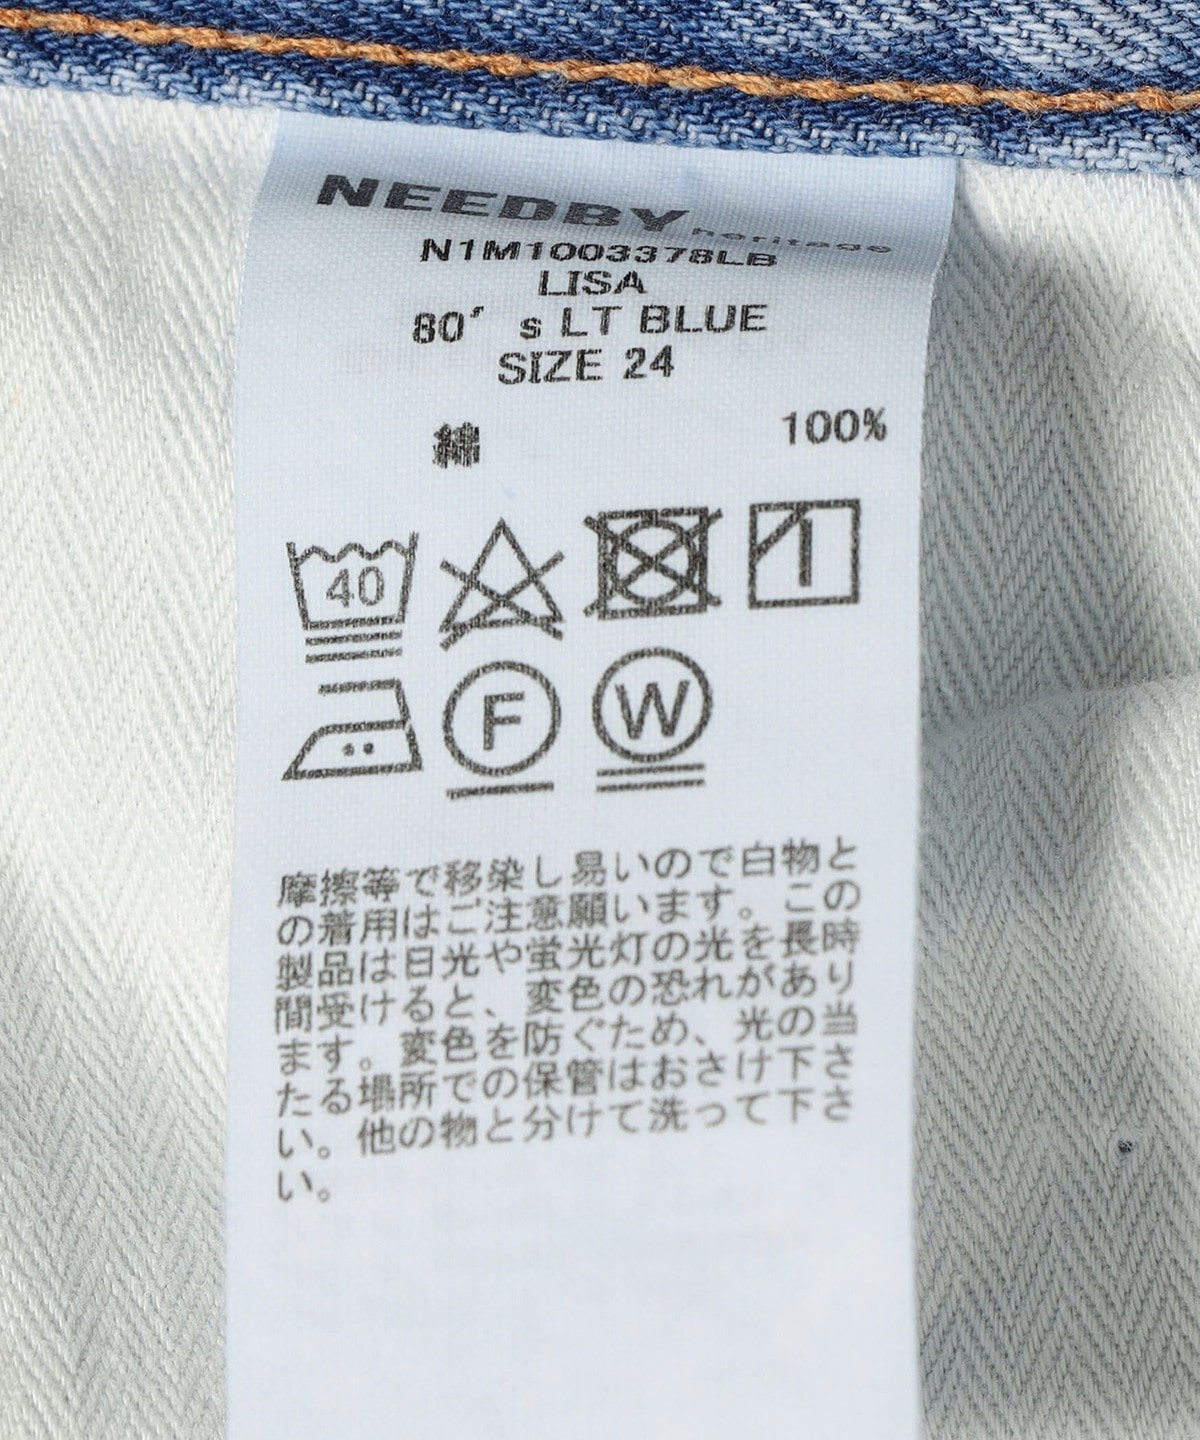 NEEDBY heritage
N1M1003378LB
LISA
80's LT BLUE
SIZE 24
綿 100%
40
F W
摩擦等で移染し易いので白物と
の着用はご注意願います。この
製品は日光や蛍光灯の光を長時
間受けると、変色の恐れがあり
ます。変色を防ぐため、光の当
たる場所での保管はおさけ下さ
い。他の物と分けて洗って下さ
い。